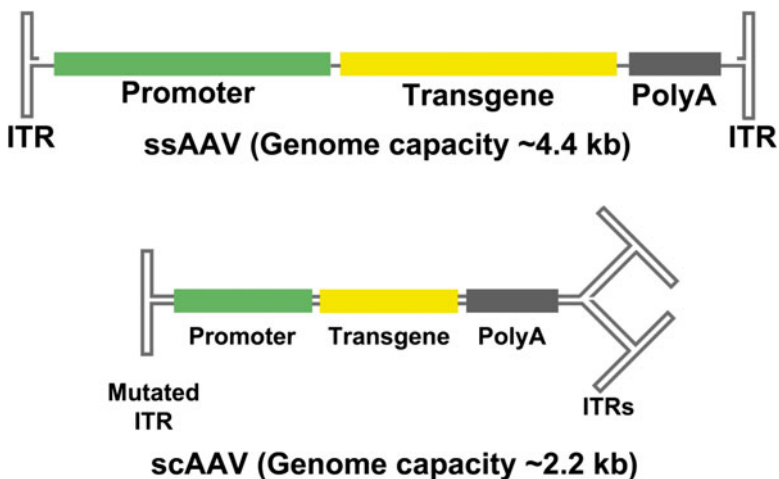 Promoter
Transgene
PolyA
ITR
ITR
ssAAV (Genome capacity ~4.4 kb)
Promoter
Transgene
PolyA
Mutated
ITR
ITRs
scAAV (Genome capacity ~2.2 kb)